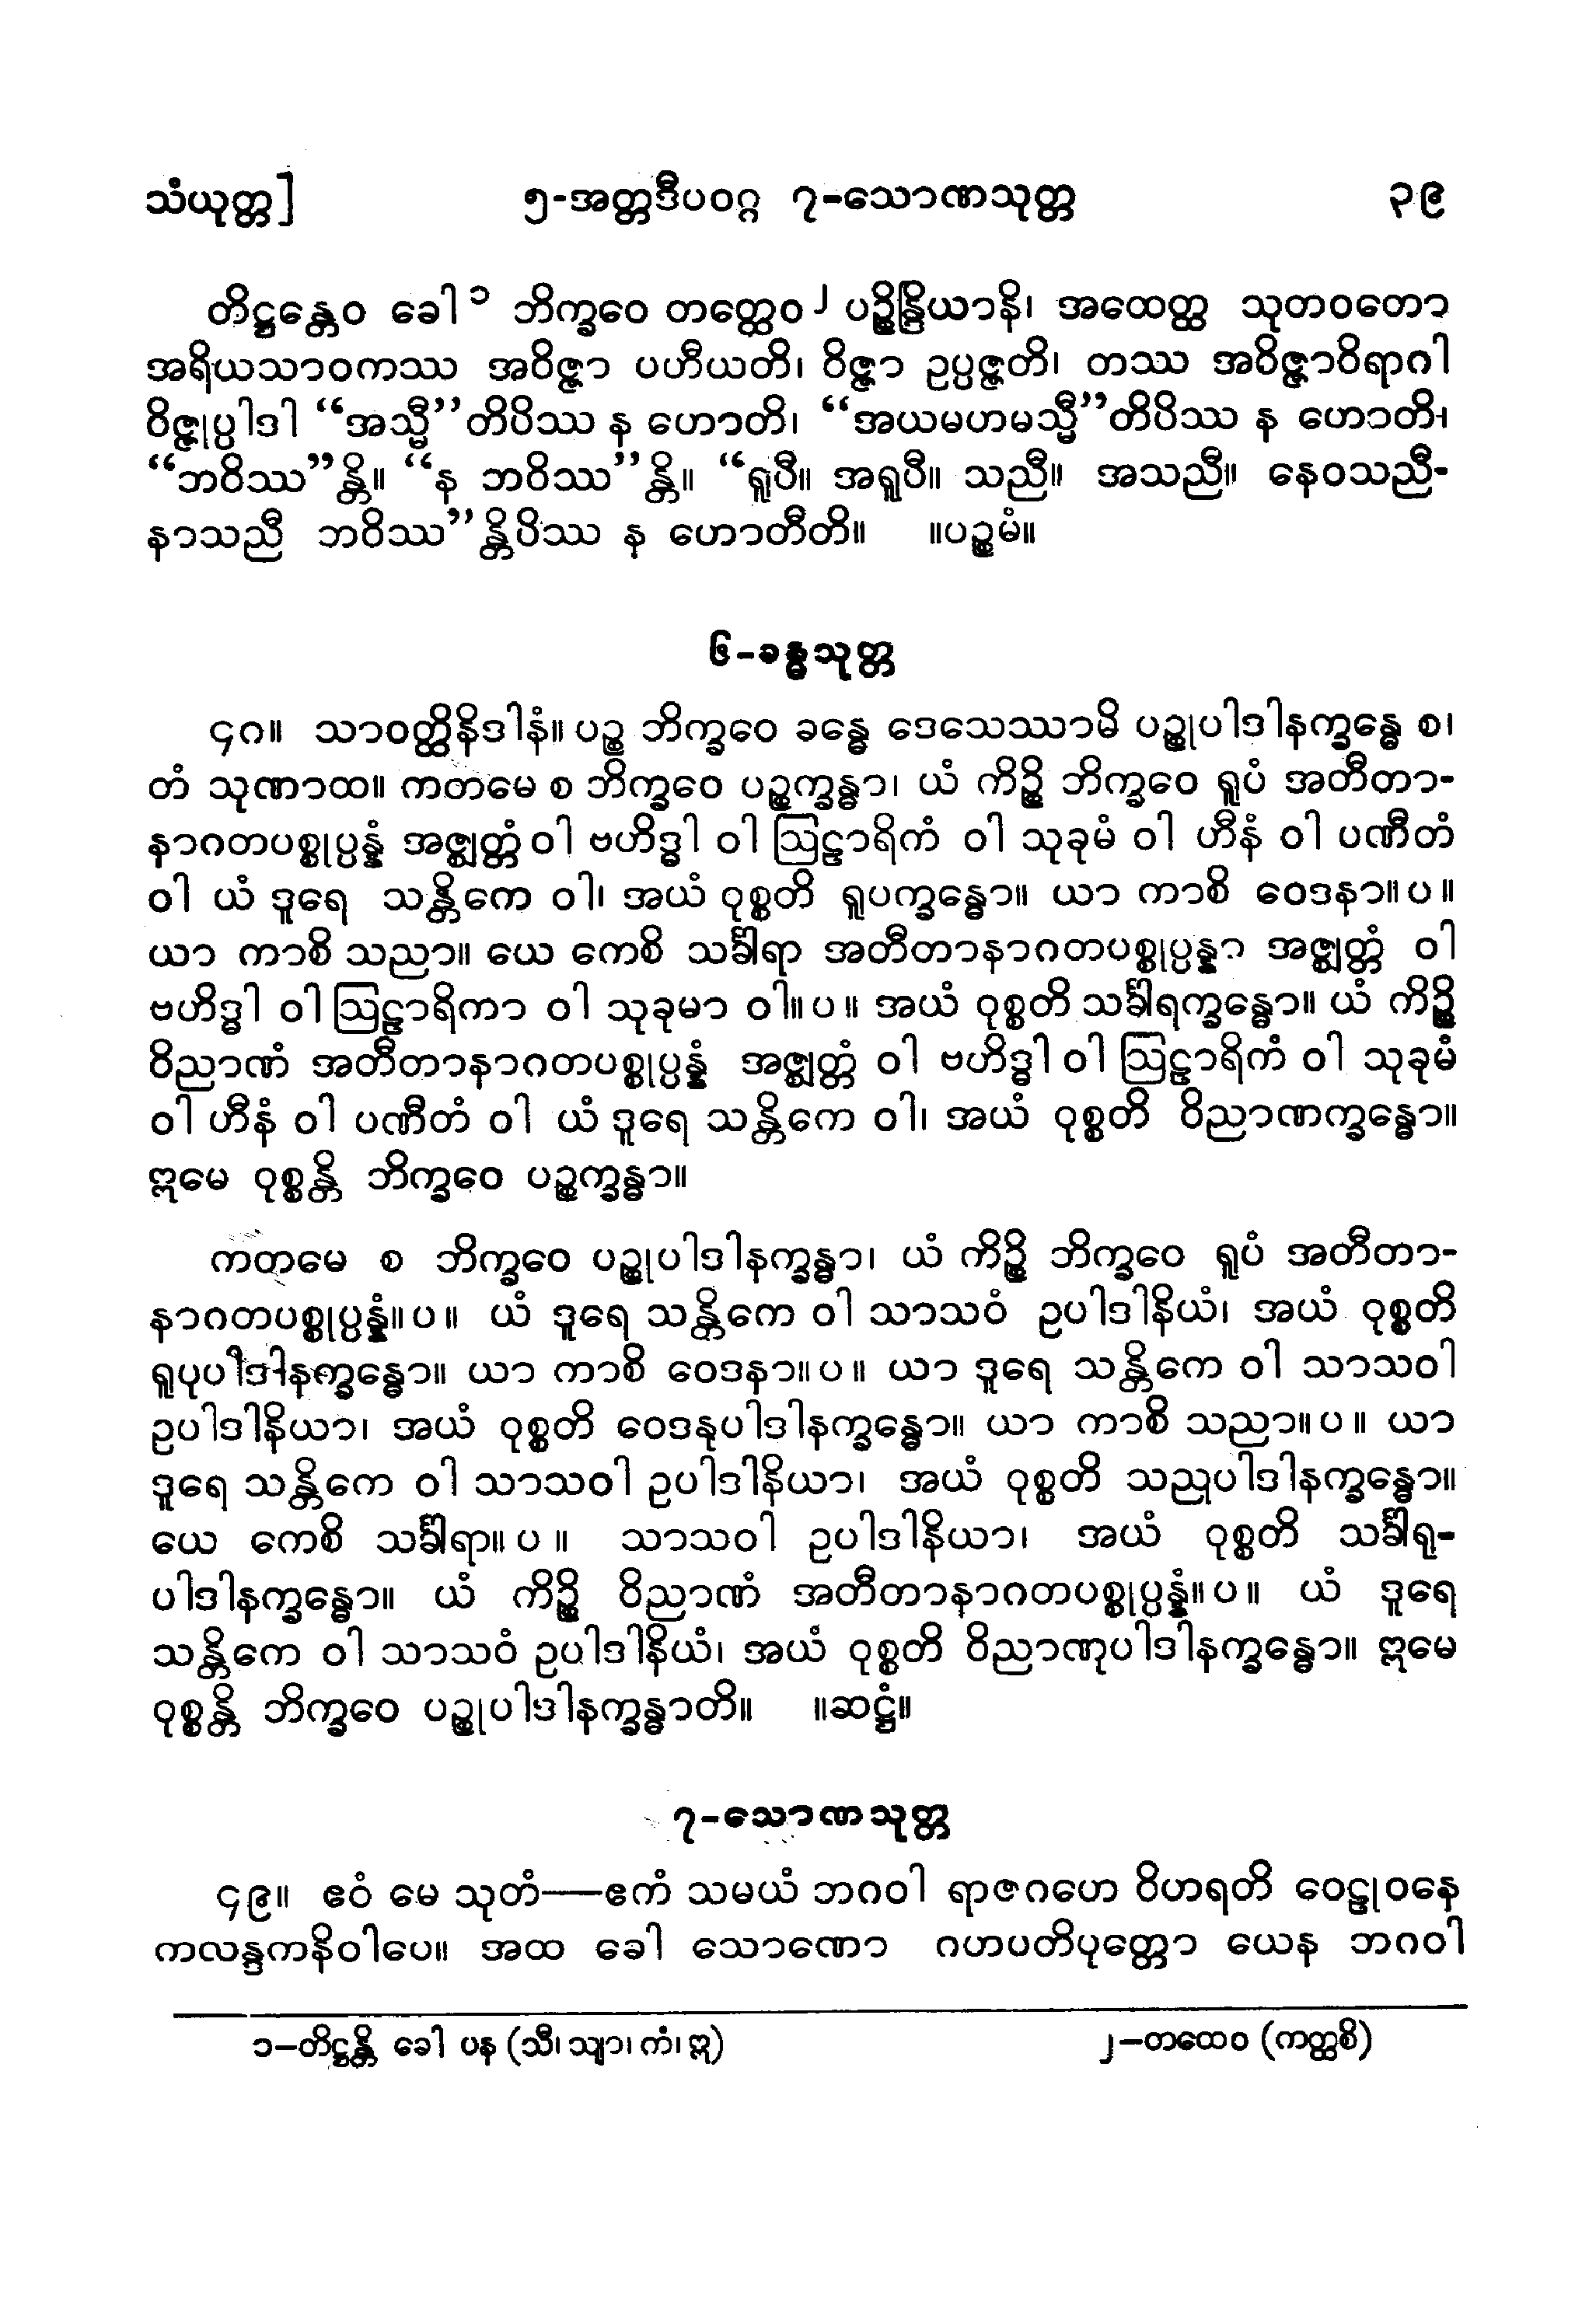 သံယုတ္တ] ၅-အတ္တဒီပဝဂ္ဂ ၇-သောဏသုတ္တ ၃၉
တိဋ္ဌန္တေဝ ခေါ ၁ ဘိက္ခဝေ တတ္ထေဝ ၂ ပဉ္စိန္ဒြိယာနိ၊ အထေတ္ထ သုတဝတော
အရိယသာဝကဿ အဝိဇ္ဇာ ပဟီယတိ၊ ဝိဇ္ဇာ ဥပ္ပဇ္ဇတိ၊ တဿ အဝိဇ္ဇာဝိရာဂါ
ဝိဇ္ဇုပ္ပါဒါ “အသ္မီ”တိပိဿ န ဟောတိ၊ “အယမဟမသ္မီ”တိပိဿ န ဟောတိ၊
“ဘဝိဿ”န္တိ။ “န ဘဝိဿ”န္တိ။ “ရူပီ။ အရူပီ။ သညီ။ အသညီ။ နေဝသညီ-
နာသညီ ဘဝိဿ”န္တိပိဿ န ဟောတီတိ။ ။ပဉ္စမံ။
၆-ခန္ဓသုတ္တ
၄၈။ သာဝတ္ထိနိဒါနံ။ ပဉ္စ ဘိက္ခဝေ ခန္ဓေ ဒေသေဿာမိ ပဉ္စုပါဒါနက္ခန္ဓေ စ၊
တံ သုဏာထ။ ကတမေ စ ဘိက္ခဝေ ပဉ္စက္ခန္ဓာ၊ ယံ ကိဉ္စိ ဘိက္ခဝေ ရူပံ အတီတာ-
နာဂတပစ္စုပ္ပန္နံ အဇ္ဈတ္တံ ဝါ ဗဟိဒ္ဓါ ဝါ ဩဠာရိကံ ဝါ သုခုမံ ဝါ ဟီနံ ဝါ ပဏီတံ
ဝါ ယံ ဒူရေ သန္တိကေ ဝါ၊ အယံ ဝုစ္စတိ ရူပက္ခန္ဓော။ ယာ ကာစိ ဝေဒနာ။ ပ ။
ယာ ကာစိ သညာ။ ယေ ကေစိ သင်္ခါရာ အတီတာနာဂတပစ္စုပ္ပန္နာ အဇ္ဈတ္တံ ဝါ
ဗဟိဒ္ဓါ ဝါ ဩဠာရိကာ ဝါ သုခုမာ ဝါ။ ပ ။ အယံ ဝုစ္စတိ သင်္ခါရက္ခန္ဓော။ ယံ ကိဉ္စိ
ဝိညာဏံ အတီတာနာဂတပစ္စုပ္ပန္နံ အဇ္ဈတ္တံ ဝါ ဗဟိဒ္ဓါ ဝါ ဩဠာရိကံ ဝါ သုခုမံ
ဝါ ဟီနံ ဝါ ပဏီတံ ဝါ ယံ ဒူရေ သန္တိကေ ဝါ၊ အယံ ဝုစ္စတိ ဝိညာဏက္ခန္ဓော။
ဣမေ ဝုစ္စန္တိ ဘိက္ခဝေ ပဉ္စက္ခန္ဓာ။
ကတမေ စ ဘိက္ခဝေ ပဉ္စုပါဒါနက္ခန္ဓာ၊ ယံ ကိဉ္စိ ဘိက္ခဝေ ရူပံ အတီတာ-
နာဂတပစ္စုပ္ပန္နံ။ ပ ။ ယံ ဒူရေ သန္တိကေ ဝါ သာသဝံ ဥပါဒါနိယံ၊ အယံ ဝုစ္စတိ
ရူပုပါဒါနက္ခန္ဓော။ ယာ ကာစိ ဝေဒနာ။ ပ ။ ယာ ဒူရေ သန္တိကေ ဝါ သာသဝါ
ဥပါဒါနိယာ၊ အယံ ဝုစ္စတိ ဝေဒနုပါဒါနက္ခန္ဓော။ ယာ ကာစိ သညာ။ ပ ။ ယာ
ဒူရေ သန္တိကေ ဝါ သာသဝါ ဥပါဒါနိယာ၊ အယံ ဝုစ္စတိ သညုပါဒါနက္ခန္ဓော။
ယေ ကေစိ သင်္ခါရာ။ ပ ။ သာသဝါ ဥပါဒါနိယာ၊ အယံ ဝုစ္စတိ သင်္ခါရု-
ပါဒါနက္ခန္ဓော။ ယံ ကိဉ္စိ ဝိညာဏံ အတီတာနာဂတပစ္စုပ္ပန္နံ။ ပ ။ ယံ ဒူရေ
သန္တိကေ ဝါ သာသဝံ ဥပါဒါနိယံ၊ အယံ ဝုစ္စတိ ဝိညာဏုပါဒါနက္ခန္ဓော။ ဣမေ
ဝုစ္စန္တိ ဘိက္ခဝေ ပဉ္စုပါဒါနက္ခန္ဓာတိ။ ။ဆဋ္ဌံ။
၇-သောဏသုတ္တ
၄၉။ ဧဝံ မေ သုတံ—ဧကံ သမယံ ဘဂဝါ ရာဇဂဟေ ဝိဟရတိ ဝေဠုဝနေ
ကလန္ဒကနိဝါပေ။ အထ ခေါ သောဏော ဂဟပတိပုတ္တော ယေန ဘဂဝါ
၁-တိဋ္ဌန္တိ ခေါ ပန (သီ၊ သျာ၊ ကံ၊ ဣ) ၂-တထေဝ (ကတ္ထစိ)